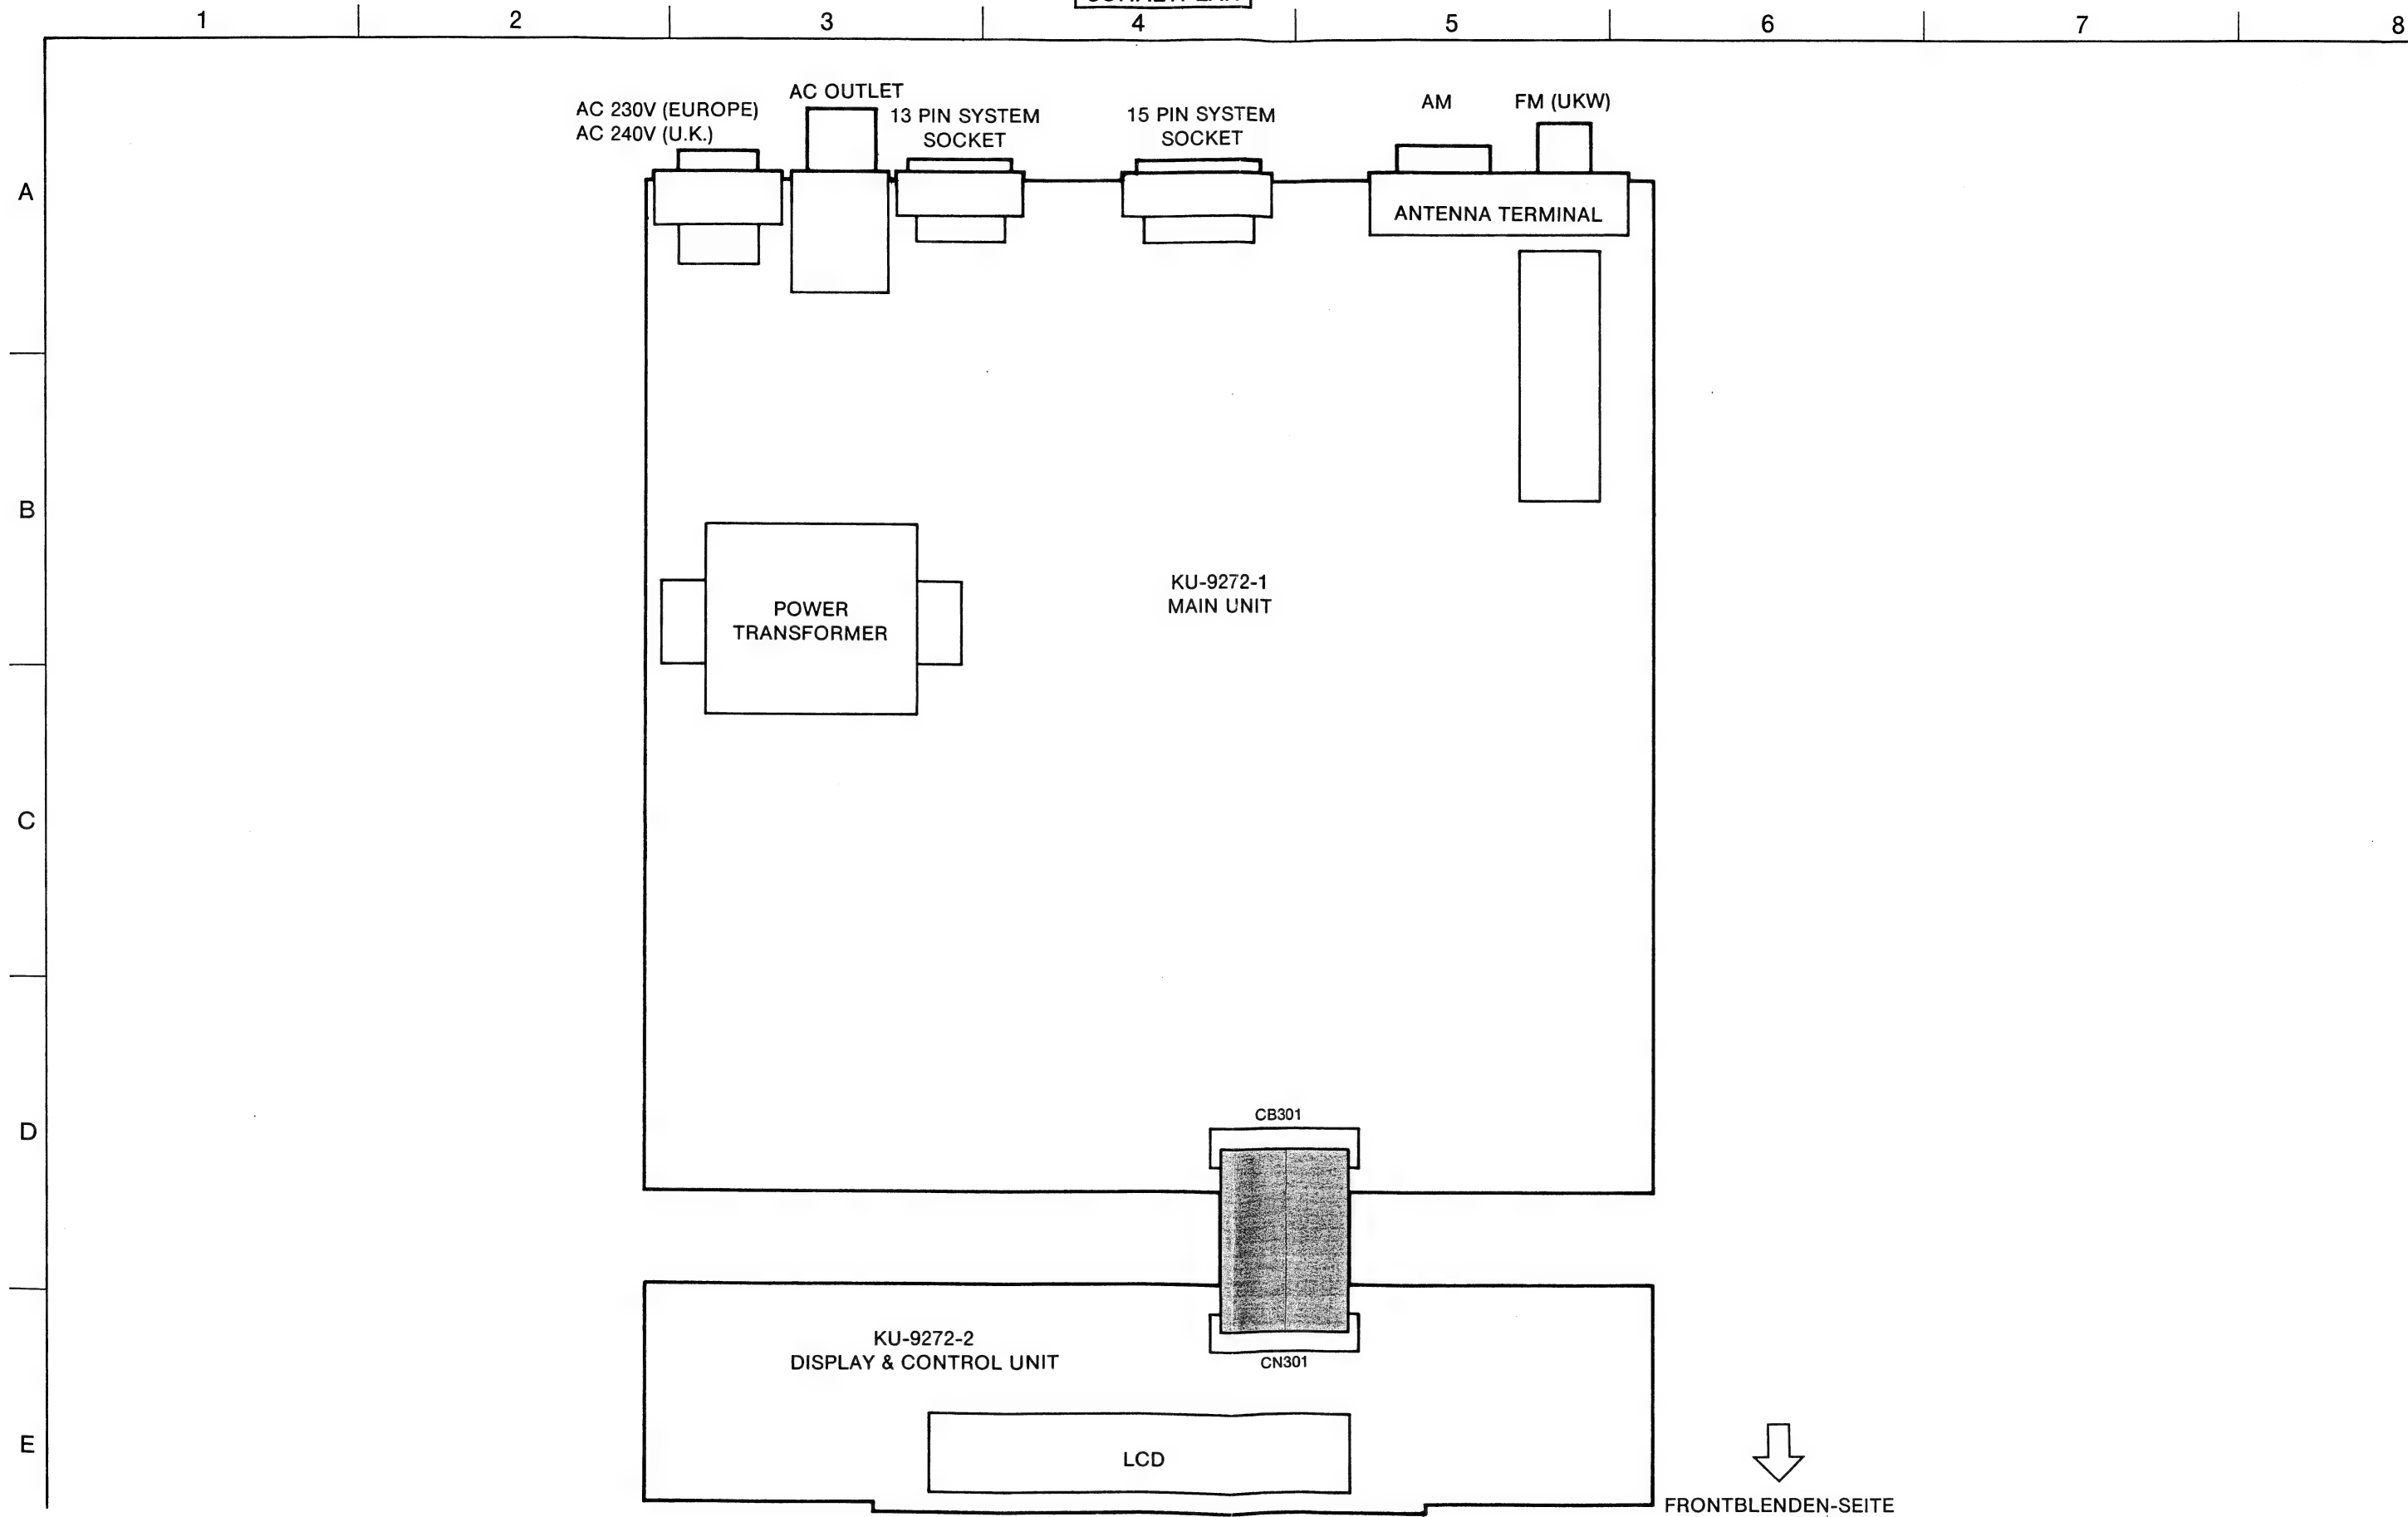 1 2 3 4 5 6 7 8
AC OUTLET
AC 230V (EUROPE)
AC 240V (U.K.)
13 PIN SYSTEM
SOCKET
15 PIN SYSTEM
SOCKET
AM
FM (UKW)
A
ANTENNA TERMINAL
B
KU-9272-1
MAIN UNIT
POWER
TRANSFORMER
C
CB301
D
KU-9272-2
DISPLAY & CONTROL UNIT
CN301
E
LCD
FRONTBLENDEN-SEITE